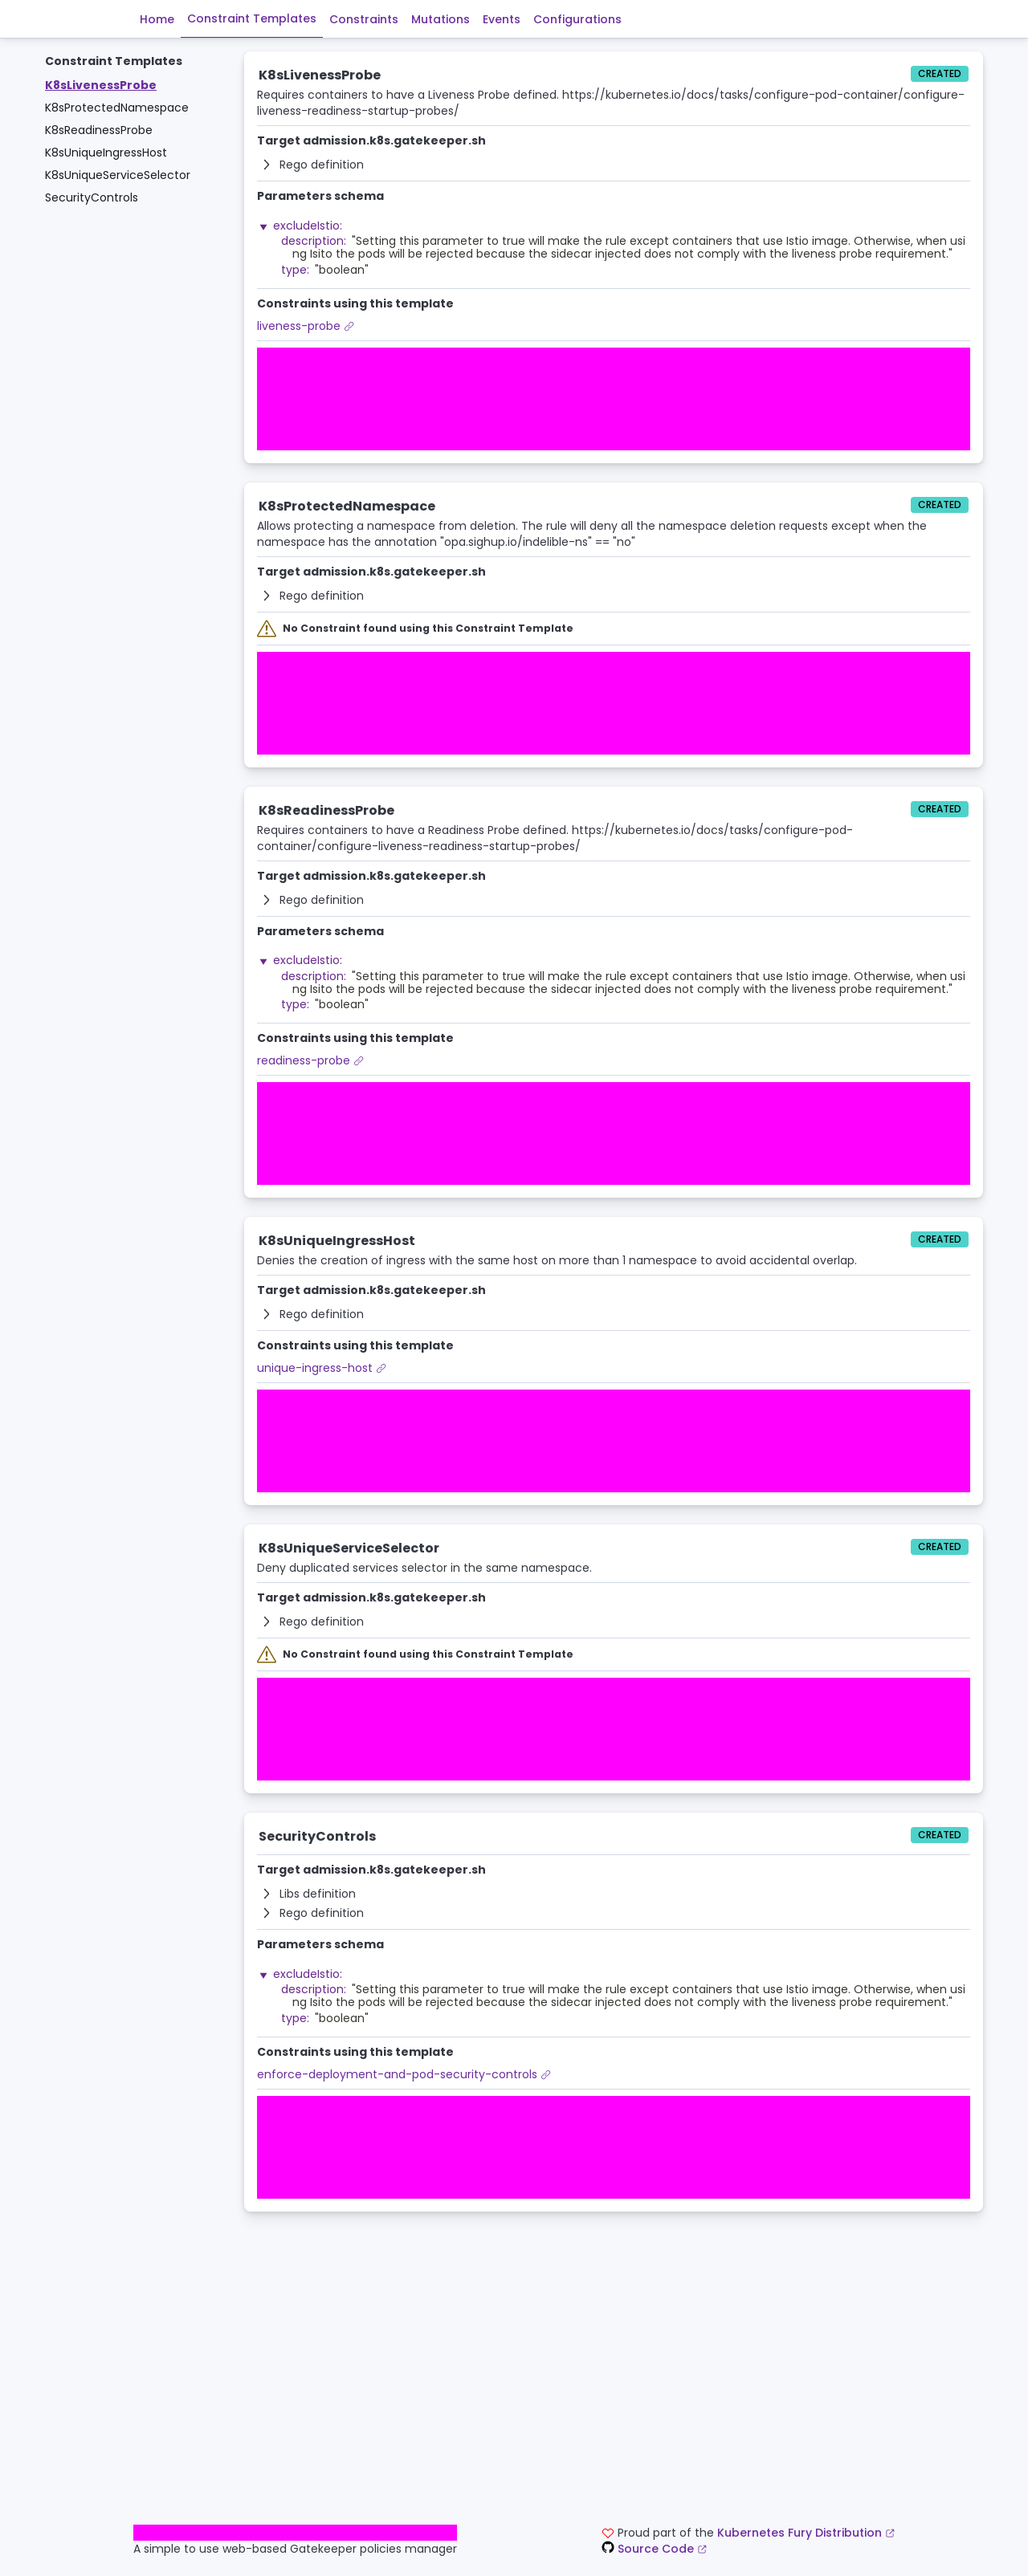 Home Constraint Templates Constraints Mutations Events Configurations
Constraint Templates
K8sLivenessProbe
K8sProtectedNamespace
K8sReadinessProbe
K8sUniqueIngressHost
K8sUniqueServiceSelector
SecurityControls
K8sLivenessProbe
CREATED
Requires containers to have a Liveness Probe defined. https://kubernetes.io/docs/tasks/configure-pod-container/configure-
liveness-readiness-startup-probes/
Target admission.k8s.gatekeeper.sh
Rego definition
Parameters schema
excludeIstio:
description: "Setting this parameter to true will make the rule except containers that use Istio image. Otherwise, when usi
ng Isito the pods will be rejected because the sidecar injected does not comply with the liveness probe requirement."
type: "boolean"
Constraints using this template
liveness-probe
K8sProtectedNamespace
CREATED
Allows protecting a namespace from deletion. The rule will deny all the namespace deletion requests except when the
namespace has the annotation "opa.sighup.io/indelible-ns" == "no"
Target admission.k8s.gatekeeper.sh
Rego definition
No Constraint found using this Constraint Template
K8sReadinessProbe
CREATED
Requires containers to have a Readiness Probe defined. https://kubernetes.io/docs/tasks/configure-pod-
container/configure-liveness-readiness-startup-probes/
Target admission.k8s.gatekeeper.sh
Rego definition
Parameters schema
excludeIstio:
description: "Setting this parameter to true will make the rule except containers that use Istio image. Otherwise, when usi
ng Isito the pods will be rejected because the sidecar injected does not comply with the liveness probe requirement."
type: "boolean"
Constraints using this template
readiness-probe
K8sUniqueIngressHost
CREATED
Denies the creation of ingress with the same host on more than 1 namespace to avoid accidental overlap.
Target admission.k8s.gatekeeper.sh
Rego definition
Constraints using this template
unique-ingress-host
K8sUniqueServiceSelector
CREATED
Deny duplicated services selector in the same namespace.
Target admission.k8s.gatekeeper.sh
Rego definition
No Constraint found using this Constraint Template
SecurityControls
CREATED
Target admission.k8s.gatekeeper.sh
Libs definition
Rego definition
Parameters schema
excludeIstio:
description: "Setting this parameter to true will make the rule except containers that use Istio image. Otherwise, when usi
ng Isito the pods will be rejected because the sidecar injected does not comply with the liveness probe requirement."
type: "boolean"
Constraints using this template
enforce-deployment-and-pod-security-controls
A simple to use web-based Gatekeeper policies manager
Proud part of the Kubernetes Fury Distribution
Source Code